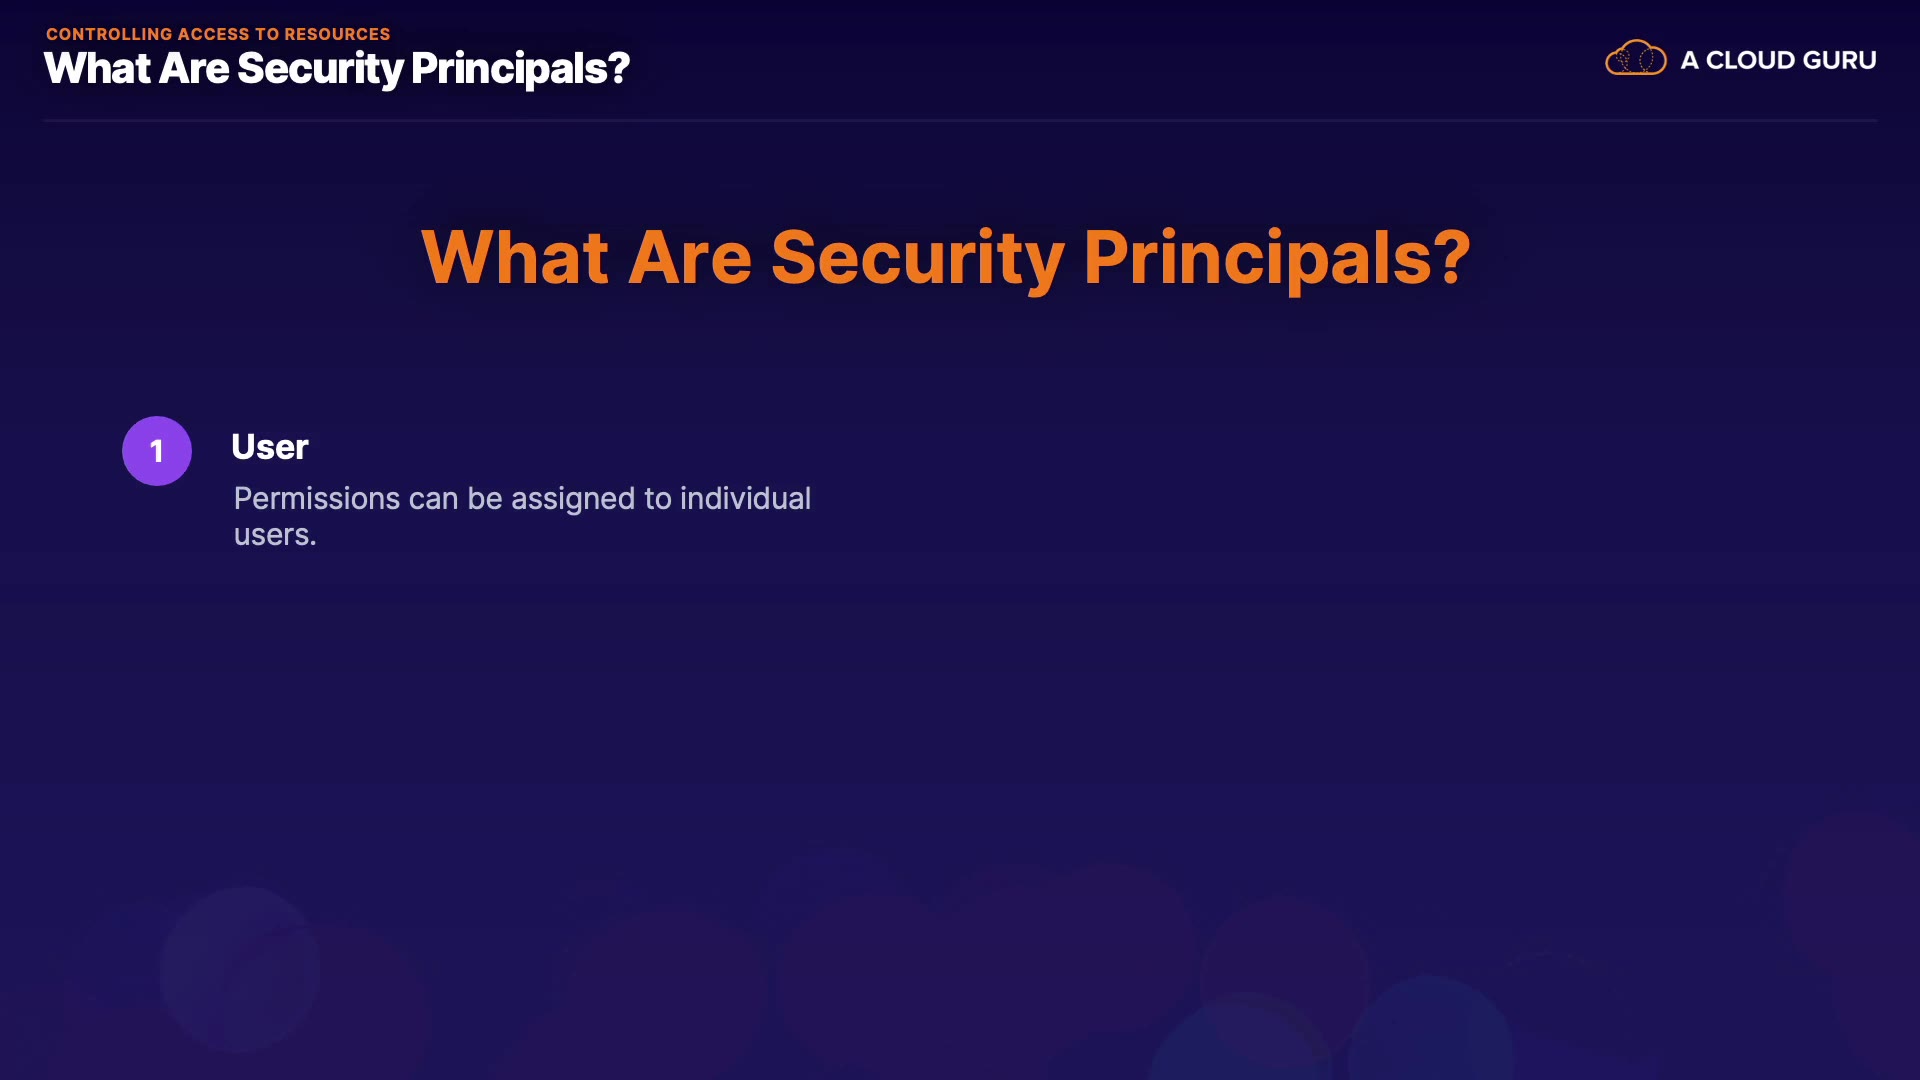 CONTROLLING ACCESS TO RESOURCES
What Are Security Principals?
A CLOUD GURU
What Are Security Principals?
1
User
Permissions can be assigned to individual
users.